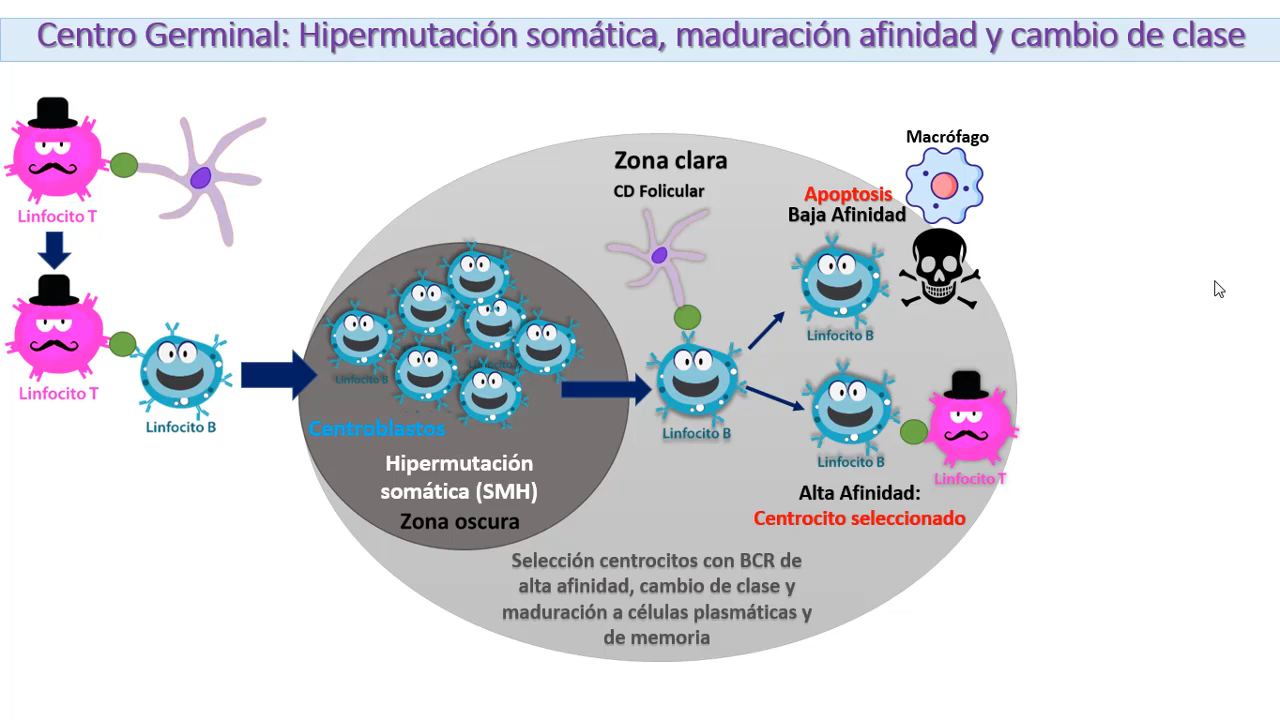 Centro Germinal: Hipermutación somática, maduración afinidad y cambio de clase
Linfocito T
Linfocito T
Linfocito B
Linfocito B
Centroblastos
Hipermutación
somática (SMH)
Zona oscura
Zona clara
CD Folicular
Linfocito B
Macrófago
Apoptosis
Baja Afinidad
Linfocito B
Linfocito B
Linfocito T
Alta Afinidad:
Centrocito seleccionado
Selección centrocitos con BCR de
alta afinidad, cambio de clase y
maduración a células plasmáticas y
de memoria